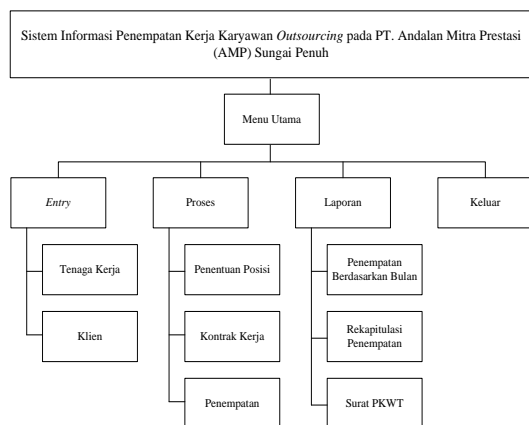 Sistem Informasi Penempatan Kerja Karyawan Outsourcing pada PT. Andalan Mitra Prestasi
(AMP) Sungai Penuh
Menu Utama
Entry
Proses
Laporan
Keluar
Tenaga Kerja
Penentuan Posisi
Penempatan
Berdasarkan Bulan
Klien
Kontrak Kerja
Rekapitulasi
Penempatan
Penempatan
Surat PKWT